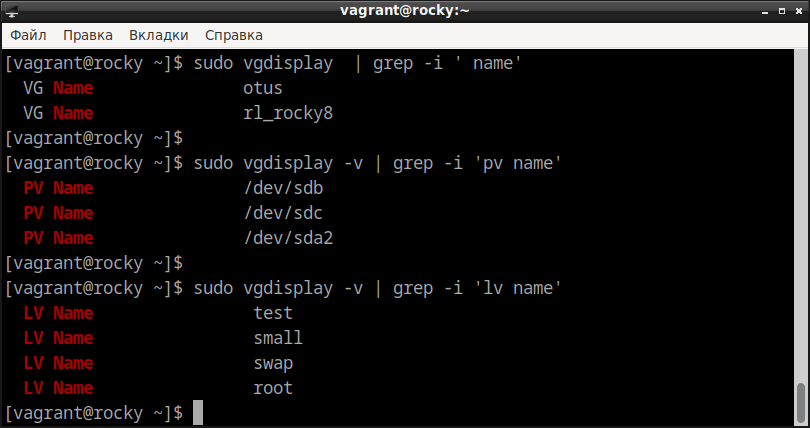 vagrant@rocky:~
Файл Правка Вкладки Справка
[vagrant@rocky ~]$ sudo vgdisplay  | grep -i ' name'
  VG Name               otus
  VG Name               rl_rocky8
[vagrant@rocky ~]$
[vagrant@rocky ~]$ sudo vgdisplay -v | grep -i 'pv name'
  PV Name               /dev/sdb
  PV Name               /dev/sdc
  PV Name               /dev/sda2
[vagrant@rocky ~]$
[vagrant@rocky ~]$ sudo vgdisplay -v | grep -i 'lv name'
  LV Name                test
  LV Name                small
  LV Name                swap
  LV Name                root
[vagrant@rocky ~]$